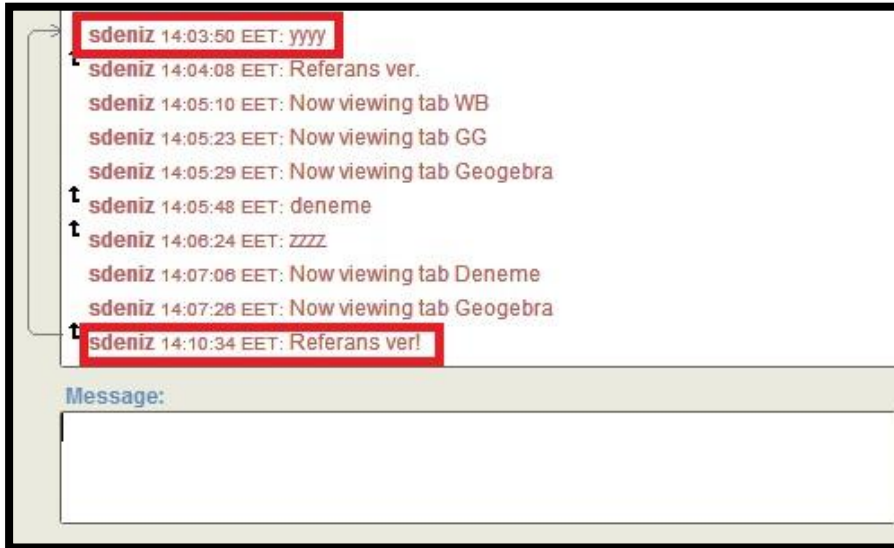 sdeniz 14:03:50 EET: yyyy
sdeniz 14:04:08 EET: Referans ver.
sdeniz 14:05:10 EET: Now viewing tab WB
sdeniz 14:05:23 EET: Now viewing tab GG
sdeniz 14:05:29 EET: Now viewing tab Geogebra
sdeniz 14:05:48 EET: deneme
sdeniz 14:06:24 EET: zzzz
sdeniz 14:07:06 EET: Now viewing tab Deneme
sdeniz 14:07:26 EET: Now viewing tab Geogebra
sdeniz 14:10:34 EET: Referans ver!
Message: